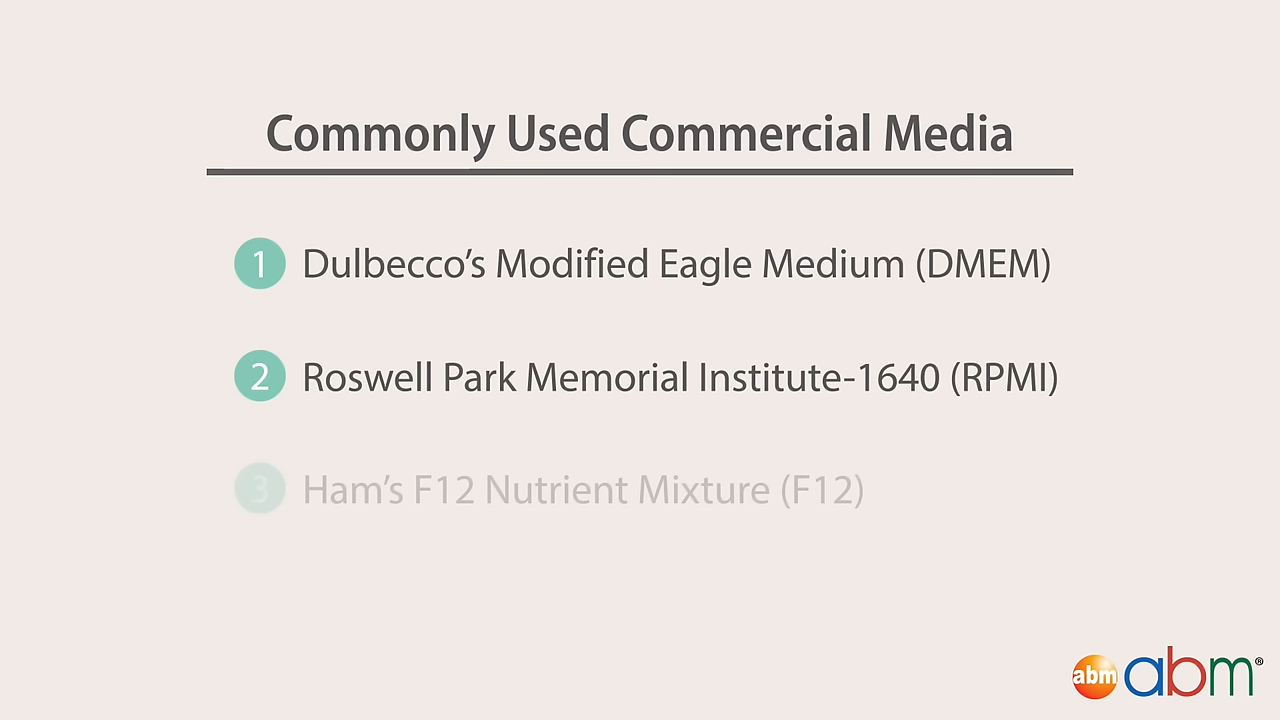 Commonly Used Commercial Media
1 Dulbecco’s Modified Eagle Medium (DMEM)
2 Roswell Park Memorial Institute-1640 (RPMI)
3 Ham’s F12 Nutrient Mixture (F12)
abm abm®